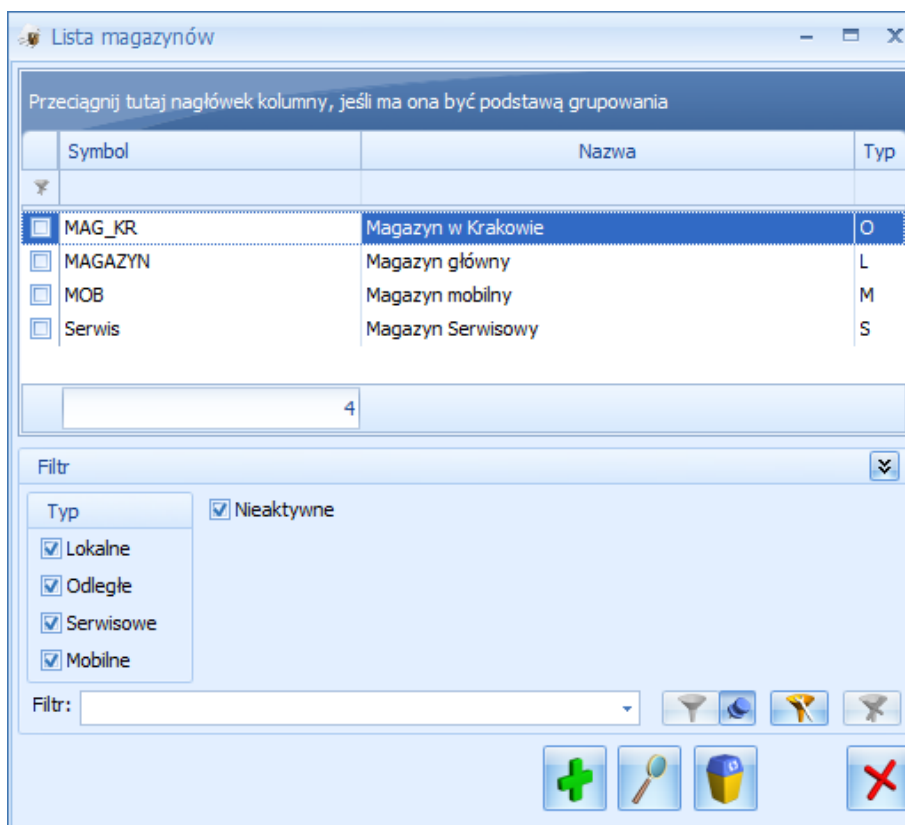 Lista magazynów
Przeciągnij tutaj nagłówek kolumny, jeśli ma ona być podstawą grupowania
Symbol Nazwa Typ
MAG_KR Magazyn w Krakowie O
MAGAZYN Magazyn główny L
MOB Magazyn mobilny M
Serwis Magazyn Serwisowy S
4
Filtr
Typ
Nieaktywne
Lokalne
Odległe
Serwisowe
Mobilne
Filtr: